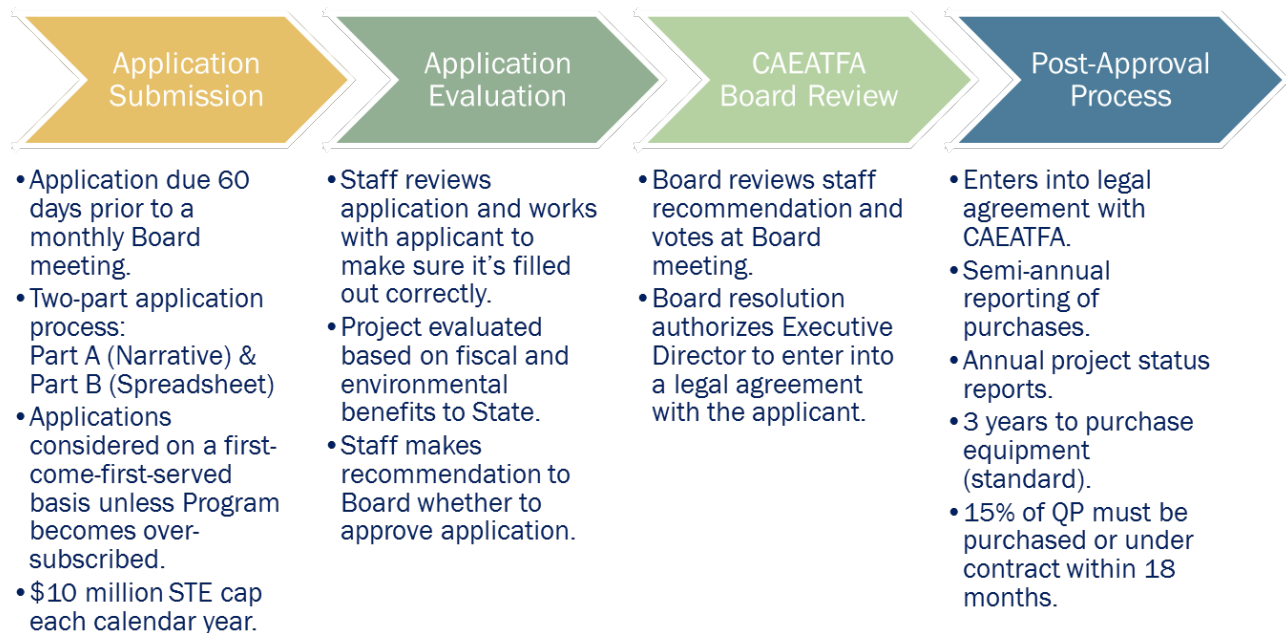 Application
Submission
•Application due 60
days prior to a
monthly Board
meeting.
•Two-part application
process:
Part A (Narrative) &
Part B (Spreadsheet)
•Applications
considered on a first-
come-first-served
basis unless Program
becomes over-
subscribed.
•$10 million STE cap
each calendar year.
Application
Evaluation
•Staff reviews
application and works
with applicant to
make sure it's filled
out correctly.
•Project evaluated
based on fiscal and
environmental
benefits to State.
•Staff makes
recommendation to
Board whether to
approve application.
CAEATFA
Board Review
•Board reviews staff
recommendation and
votes at Board
meeting.
•Board resolution
authorizes Executive
Director to enter into
a legal agreement
with the applicant.
Post-Approval
Process
•Enters into legal
agreement with
CAEATFA.
•Semi-annual
reporting of
purchases.
•Annual project status
reports.
•3 years to purchase
equipment
(standard).
•15% of QP must be
purchased or under
contract within 18
months.